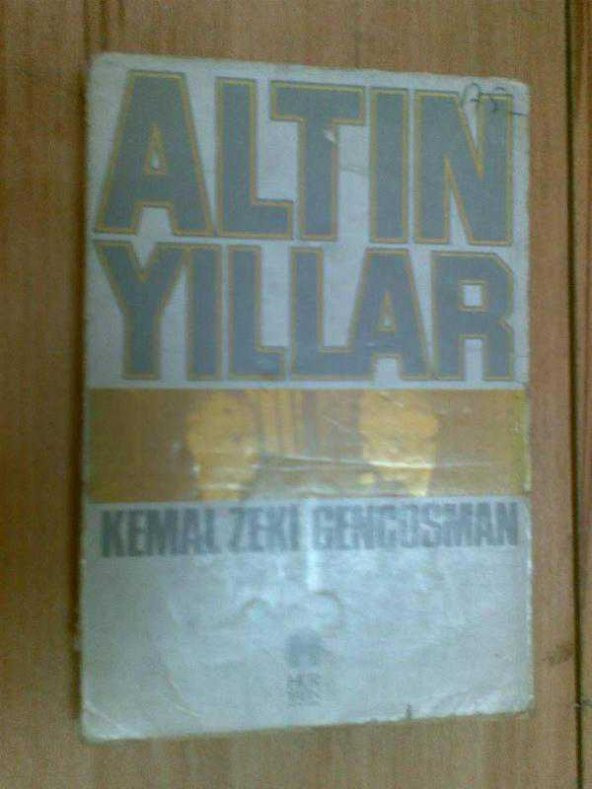 ALTIN
YILLAR
KEMAL ZEKİ GENCOSMAN